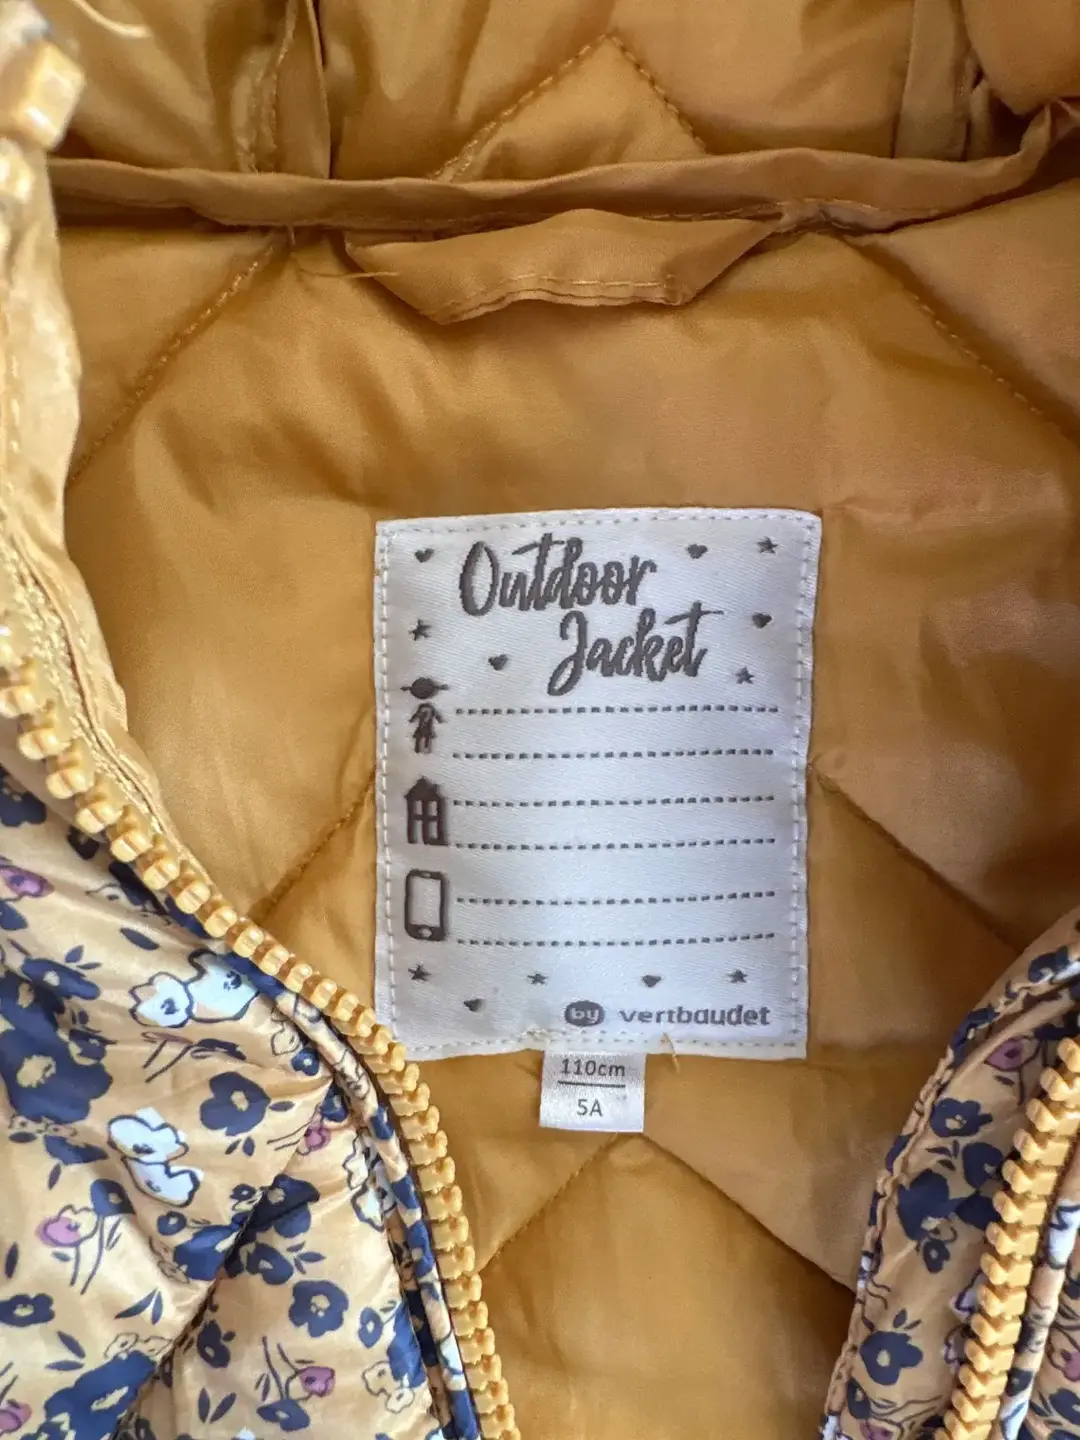 Outdoor
Jacket
by vertbaudet
110cm
5A